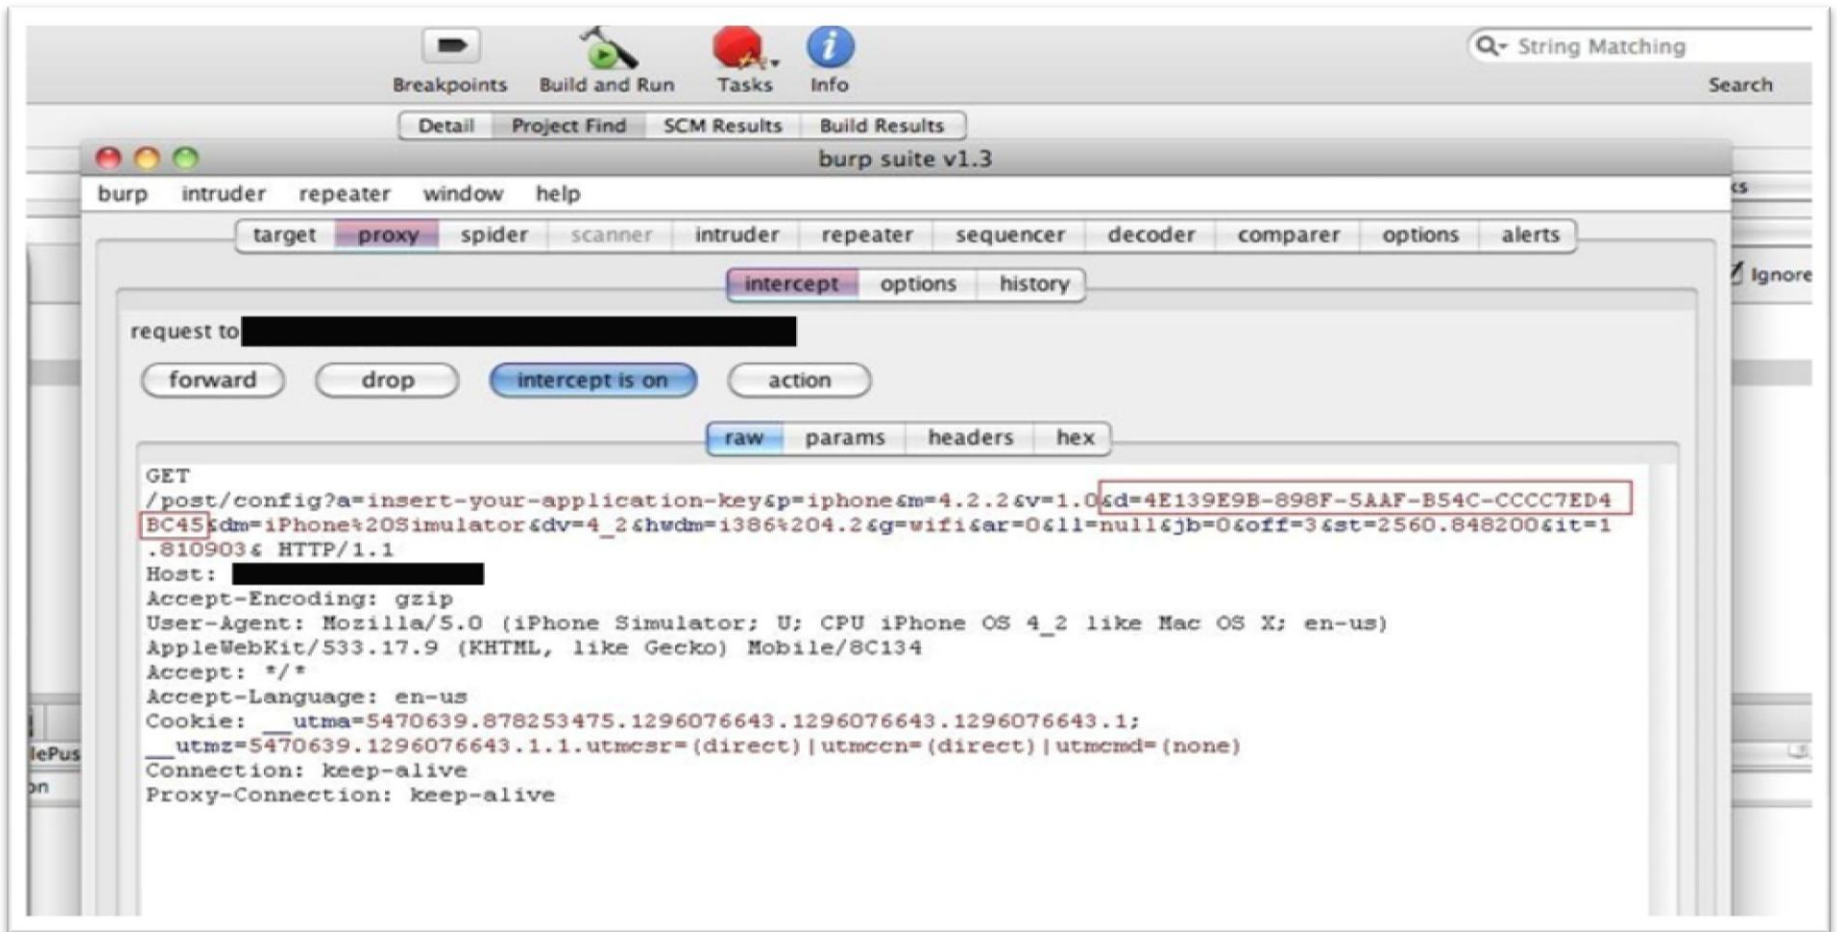 String Matching
Breakpoints Build and Run Tasks Info Search
Detail Project Find SCM Results Build Results
burp suite v1.3
burp intruder repeater window help
target proxy spider scanner intruder repeater sequencer decoder comparer options alerts
Ignore
intercept options history
request to
forward drop intercept is on action
raw params headers hex
GET
/post/config?a=insert-your-application-key&p=iphone&m=4.2.2&v=1.0&d=4E139E9B-898F-5AAF-B54C-CCCC7ED4
BC45&dm=iPhone%20Simulator&dv=4_2&hwdm=i386%204.2&g=wifi&ar=0&ll=null&jb=0&off=3&st=2560.848200&it=1
.810903& HTTP/1.1
Host:
Accept-Encoding: gzip
User-Agent: Mozilla/5.0 (iPhone Simulator; U; CPU iPhone OS 4_2 like Mac OS X; en-us)
AppleWebKit/533.17.9 (KHTML, like Gecko) Mobile/8C134
Accept: */*
Accept-Language: en-us
Cookie: __utma=5470639.878253475.1296076643.1296076643.1296076643.1;
__utmz=5470639.1296076643.1.1.utmcsr=(direct)|utmccn=(direct)|utmcmd=(none)
Connection: keep-alive
Proxy-Connection: keep-alive